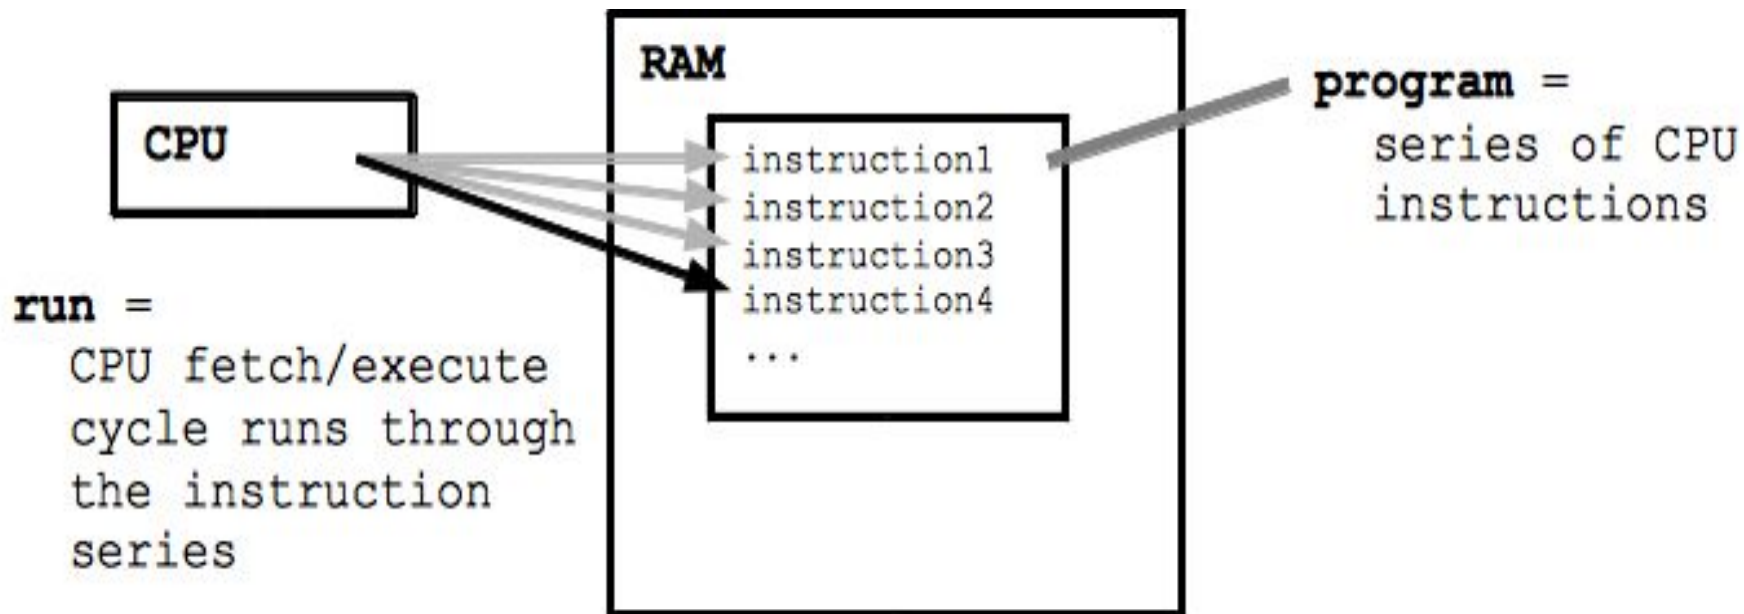 RAM
CPU
instruction1
instruction2
instruction3
instruction4
...
program =
series of CPU
instructions
run =
CPU fetch/execute
cycle runs through
the instruction
series